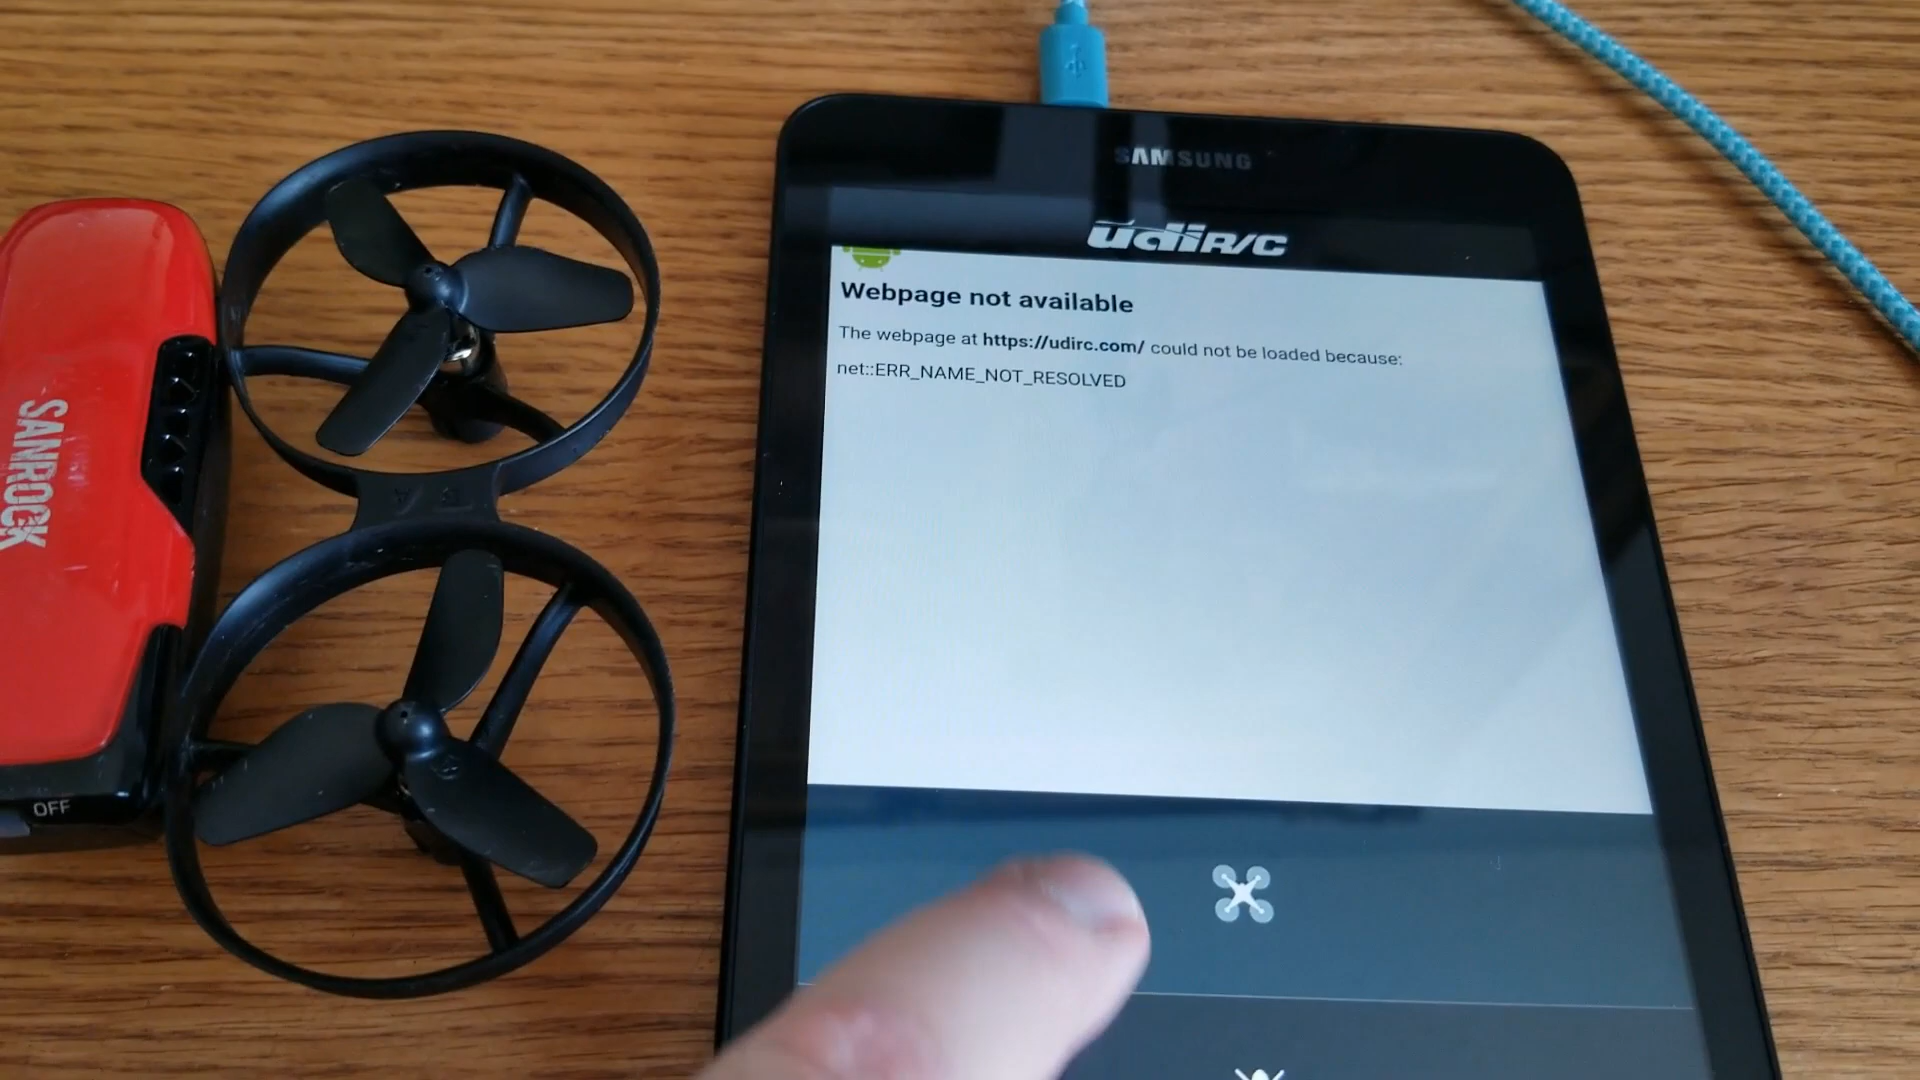 SAMSUNG
udiR/C
Webpage not available
The webpage at https://udirc.com/ could not be loaded because:
net::ERR_NAME_NOT_RESOLVED
SANROCK
OFF